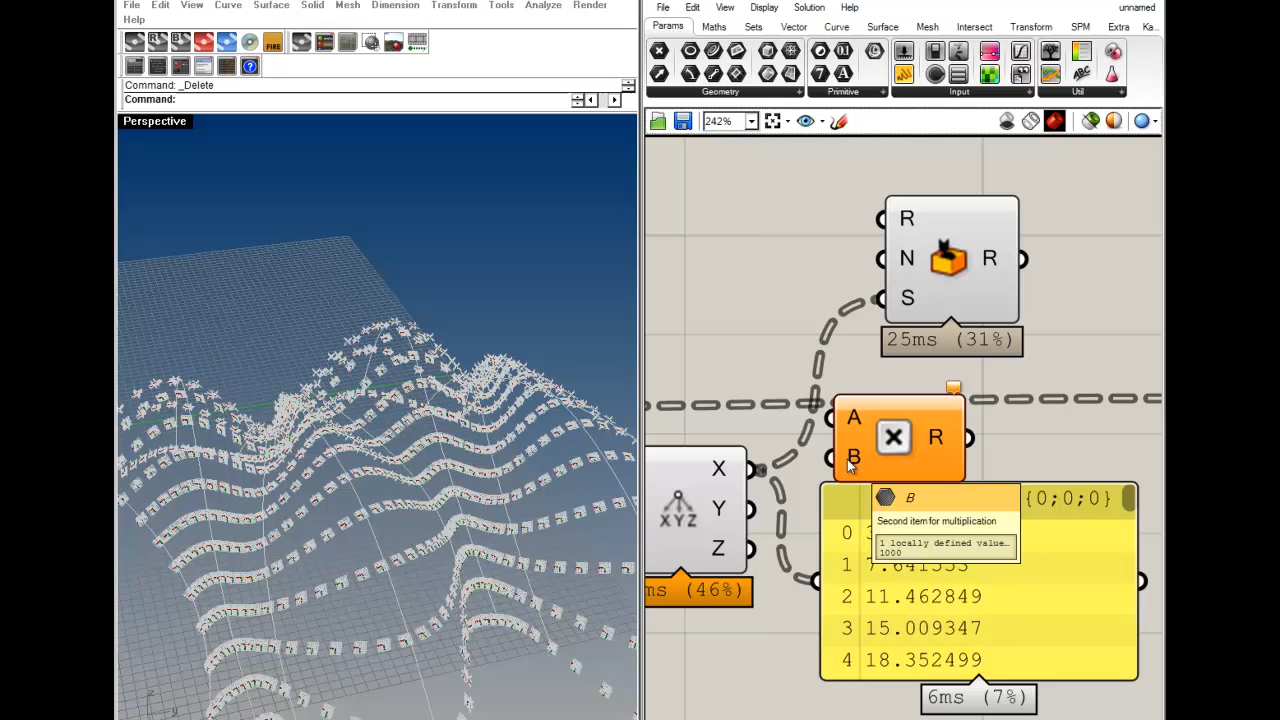 File Edit View Curve Surface Solid Mesh Dimension Transform Tools Analyze Render
Help
FIRE
Command: _Delete
Command:
Perspective
File Edit View Display Solution Help unnamed
Params Maths Sets Vector Curve Surface Mesh Intersect Transform SPM Extra Ka...
Geometry Primitive Input Util
242%
R
N R
S
25ms (31%)
A
R
B
X
XYZ
Y
Z
ms (46%)
B
Second item for multiplication
1 locally defined value...
1000
{0;0;0}
0
1
2 11.462849
3 15.009347
4 18.352499
6ms (7%)